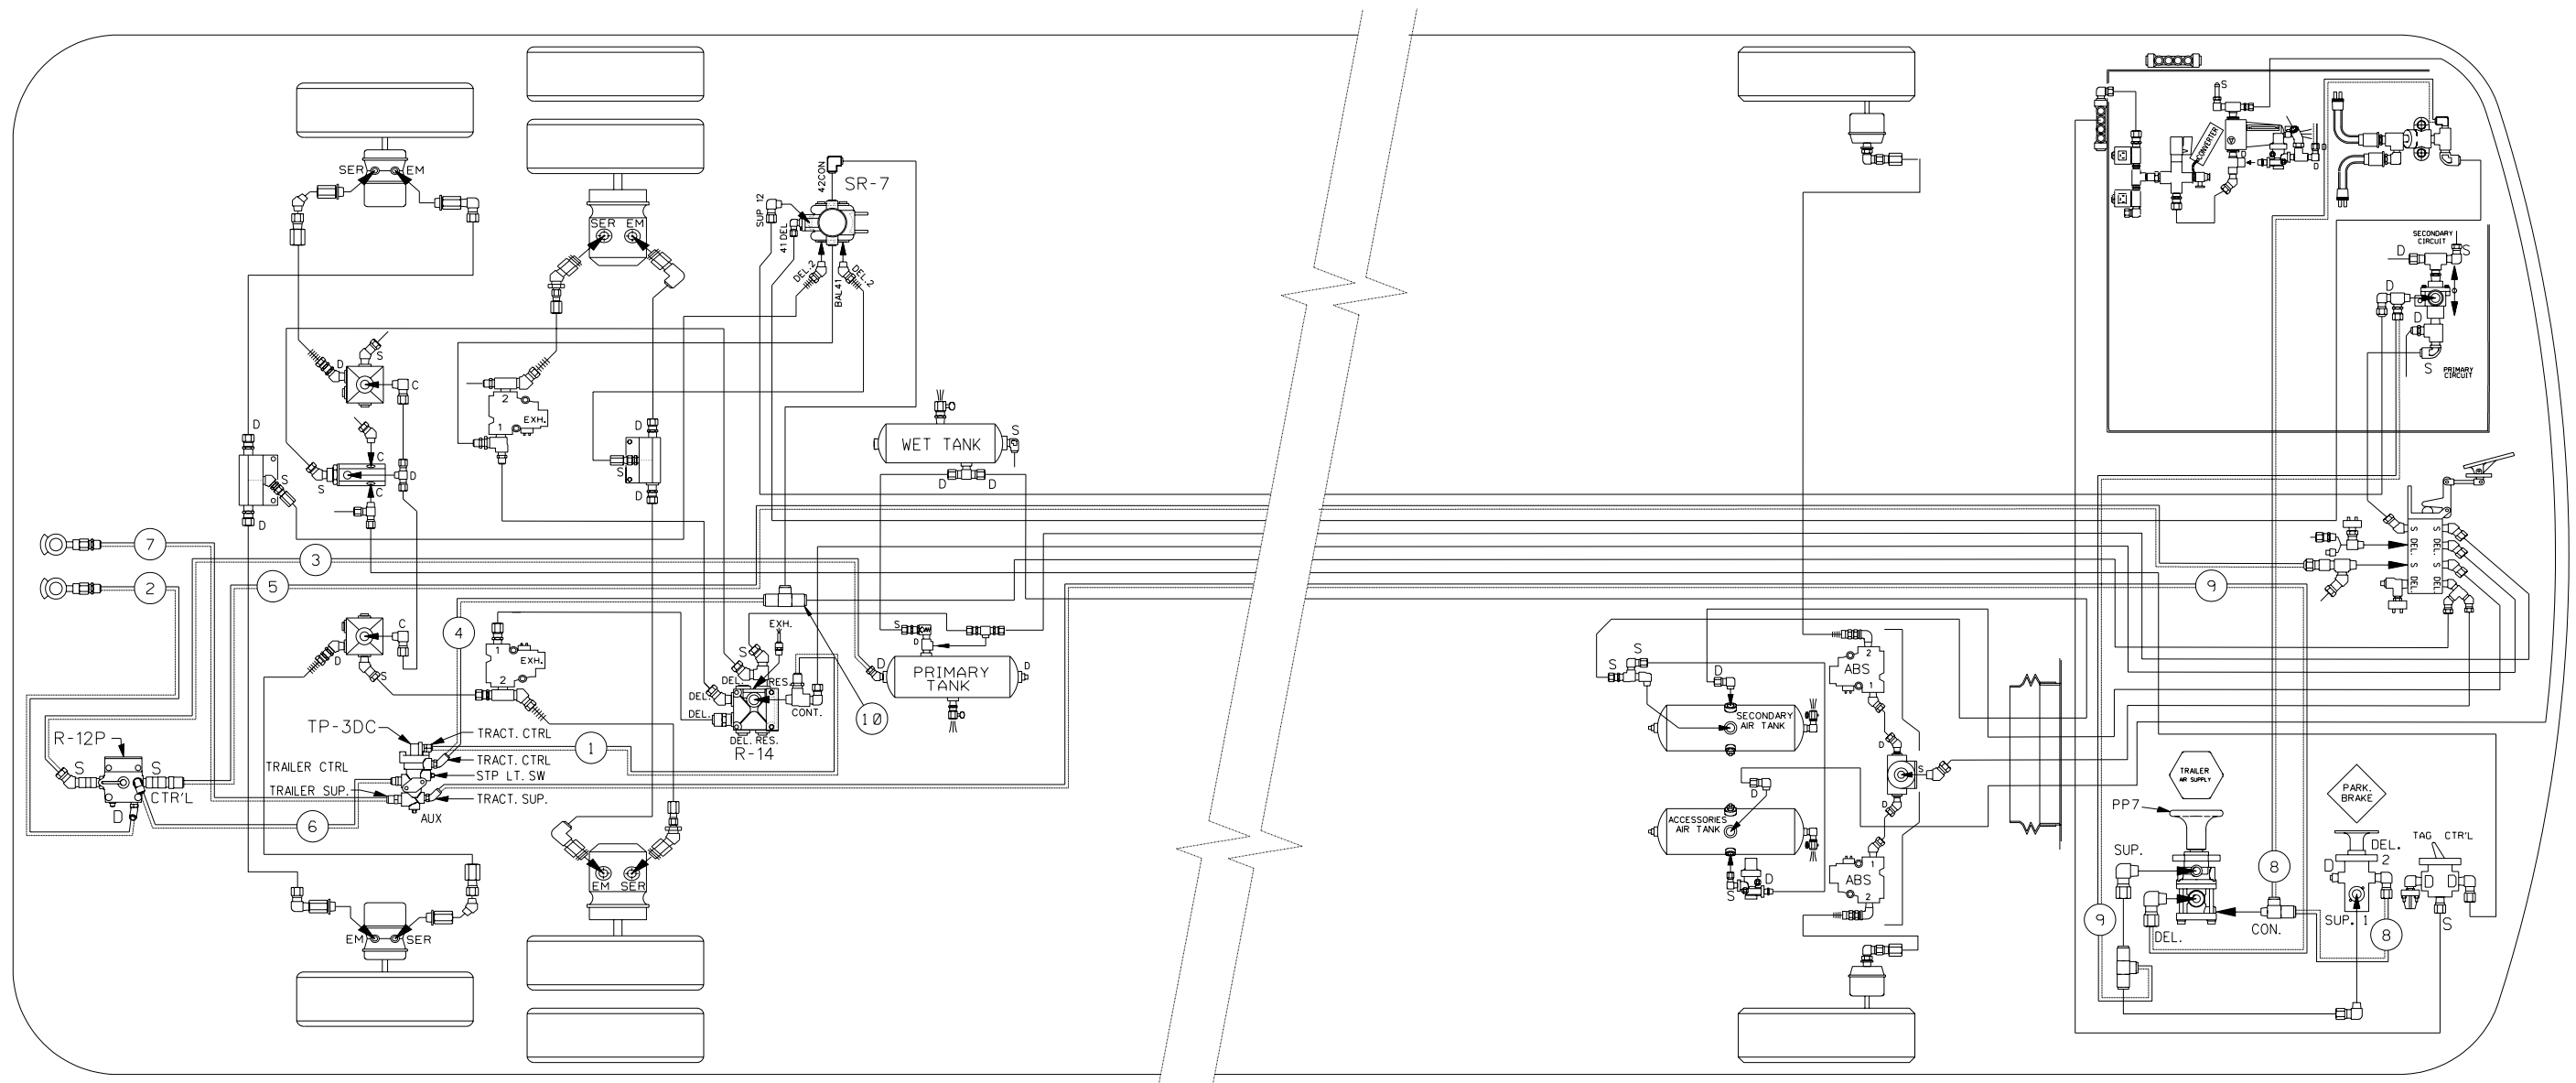 SER
EM
SER
EM
42CON
SR-7
SUP 12
41 DEL
DEL.2
BAL41
DEL.2
S
CONVERTER
D
D
SECONDARY
CIRCUIT
D
S
D
D
S
PRIMARY
CIRCUIT
D
S
C
2
EXH.
1
D
S
D
WET TANK
S
D
D
D
S
D
C
S
D
C
S
DEL.
S
DEL.
S
DEL.
S
DEL.
7
3
2
5
9
4
C
D
S
1
EXH.
2
EXH.
S
D
S
DEL.
RES.
DEL.
DEL.
CONT.
DEL. RES.
R-14
D
PRIMARY
TANK
D
10
S
S
D
SECONDARY
AIR TANK
2
ABS
1
D
S
D
D
ACCESSORIES
AIR TANK
S
D
1
ABS
2
TP-3DC
R-12P
TRACT. CTRL
1
TRACT. CTRL
STP LT. SW
TRACT. SUP.
TRAILER CTRL
TRAILER SUP.
AUX
S
S
CTR'L
D
6
TRAILER
AIR SUPPLY
PP7
PARK.
BRAKE
TAG CTR'L
SUP.
DEL.
2
D
8
D
D
9
DEL.
CON.
SUP. 1
8
S
EM
SER
EM
SER